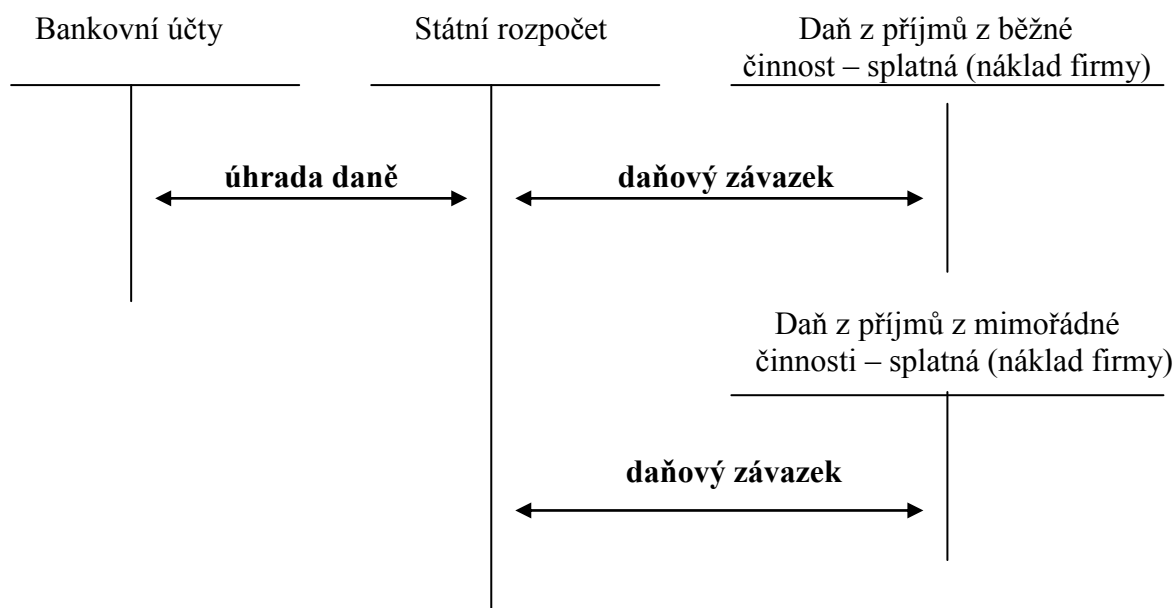 Bankovní účty
Státní rozpočet
Daň z příjmů z běžné
činnost – splatná (náklad firmy)
úhrada daně
daňový závazek
Daň z příjmů z mimořádné
činnosti – splatná (náklad firmy)
daňový závazek